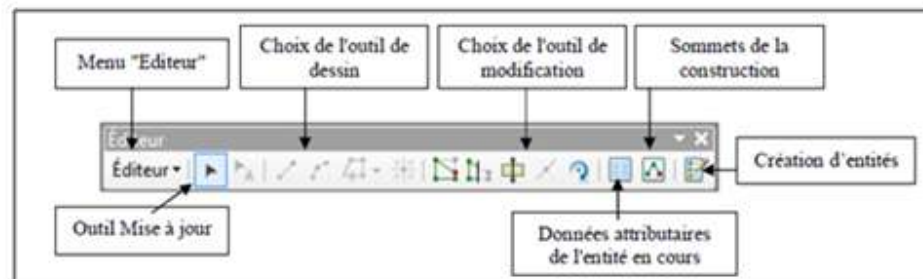 Menu "Editeur"
Choix de l'outil de
dessin
Choix de l'outil de
modification
Sommets de la
construction
Éditeur
Éditeur
Création d'entités
Outil Mise à jour
Données attributaires
de l'entité en cours